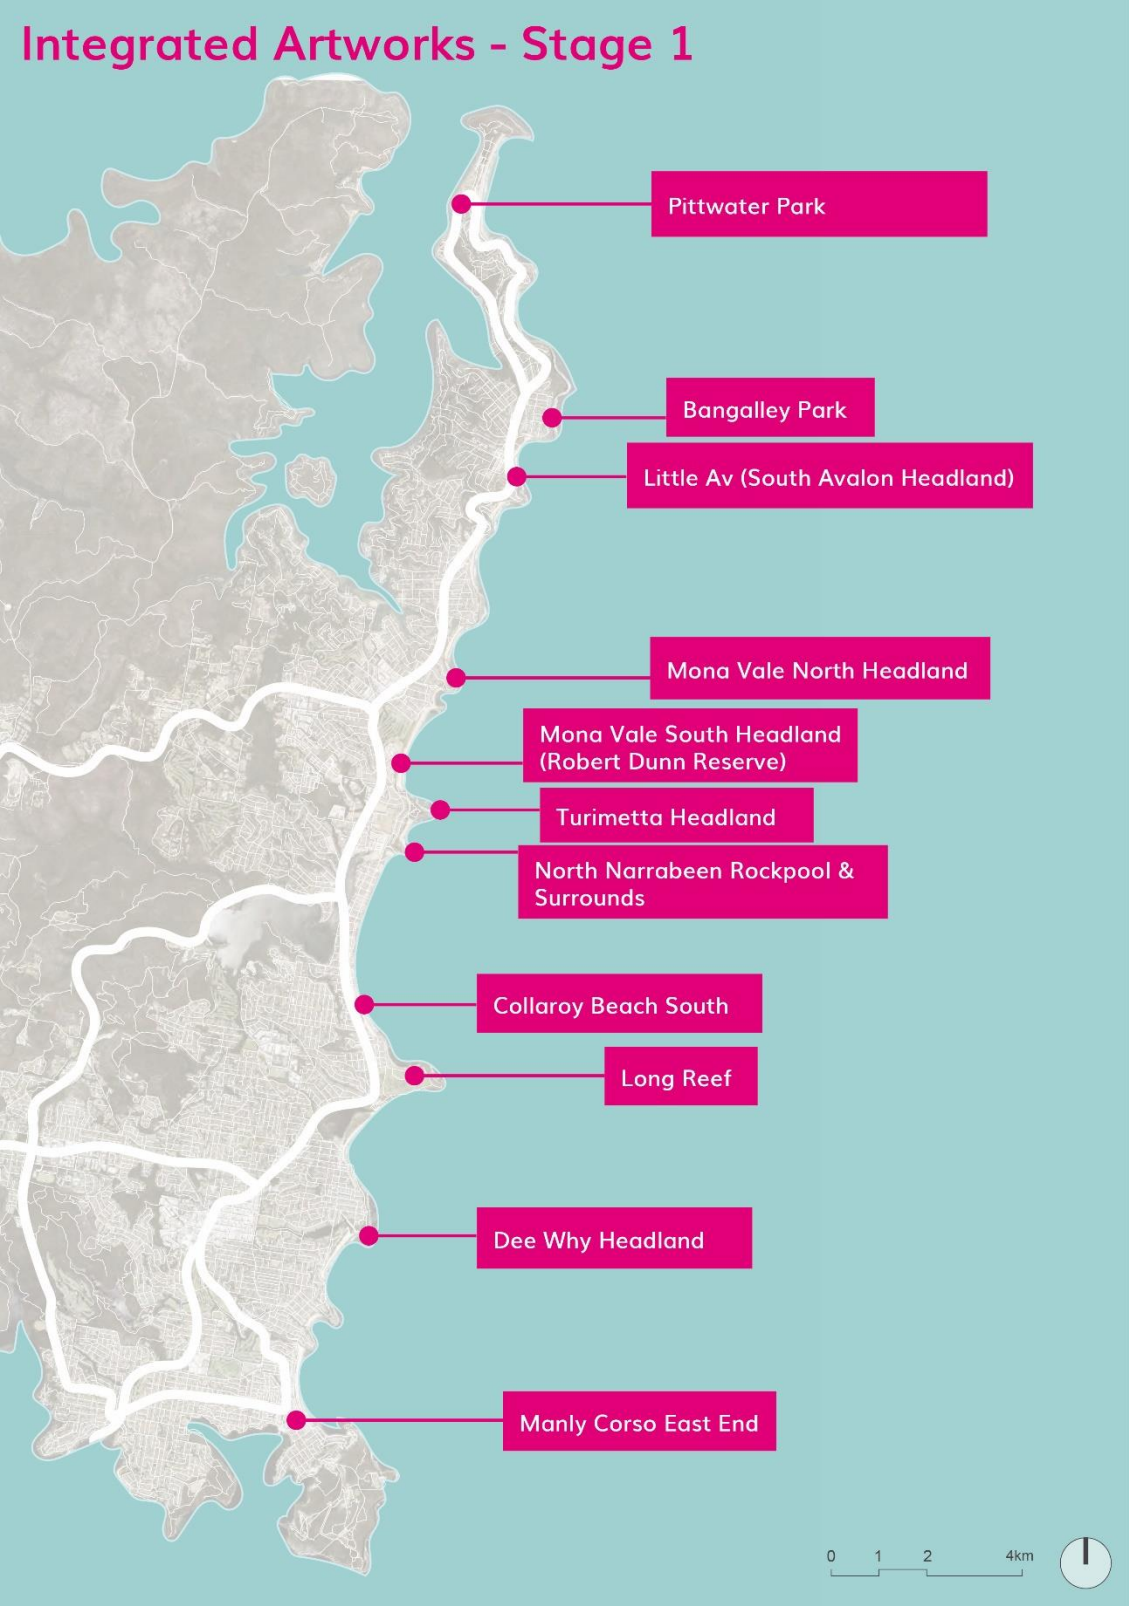 Integrated Artworks - Stage 1
Pittwater Park
Bangalley Park
Little Av (South Avalon Headland)
Mona Vale North Headland
Mona Vale South Headland
(Robert Dunn Reserve)
Turimetta Headland
North Narrabeen Rockpool &
Surrounds
Collaroy Beach South
Long Reef
Dee Why Headland
Manly Corso East End
0 1 2 4km